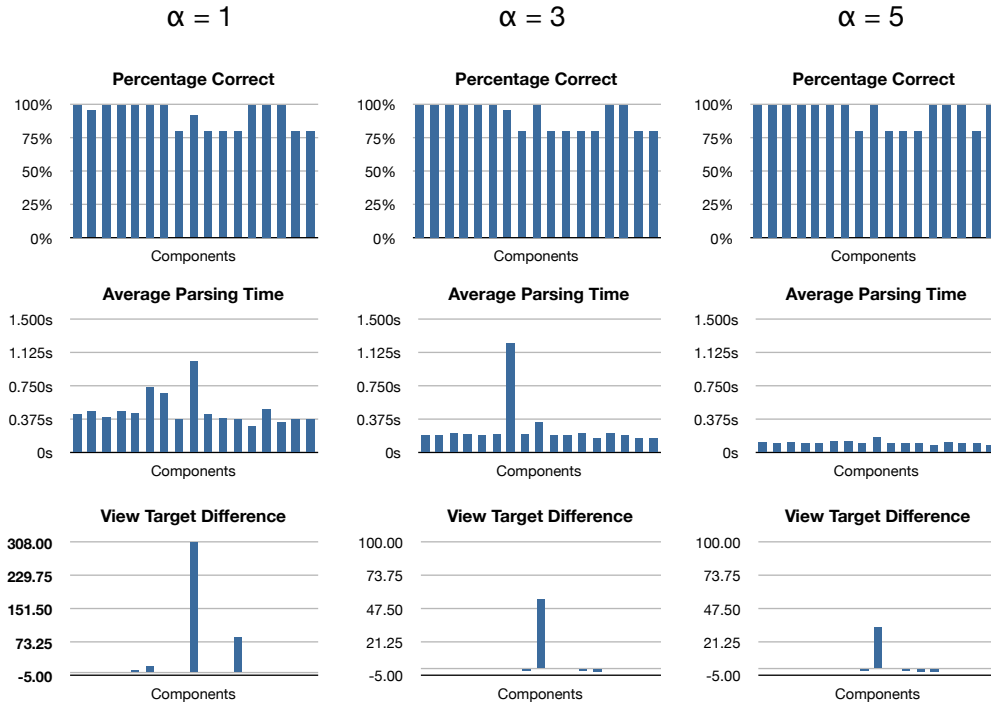 α = 1
α = 3
α = 5
Percentage Correct
100%
75%
50%
25%
0%
Components
Percentage Correct
100%
75%
50%
25%
0%
Components
Percentage Correct
100%
75%
50%
25%
0%
Components
Average Parsing Time
1.500s
1.125s
0.750s
0.375s
0s
Components
Average Parsing Time
1.500s
1.125s
0.750s
0.375s
0s
Components
Average Parsing Time
1.500s
1.125s
0.750s
0.375s
0s
Components
View Target Difference
308.00
229.75
151.50
73.25
-5.00
Components
View Target Difference
100.00
73.75
47.50
21.25
-5.00
Components
View Target Difference
100.00
73.75
47.50
21.25
-5.00
Components